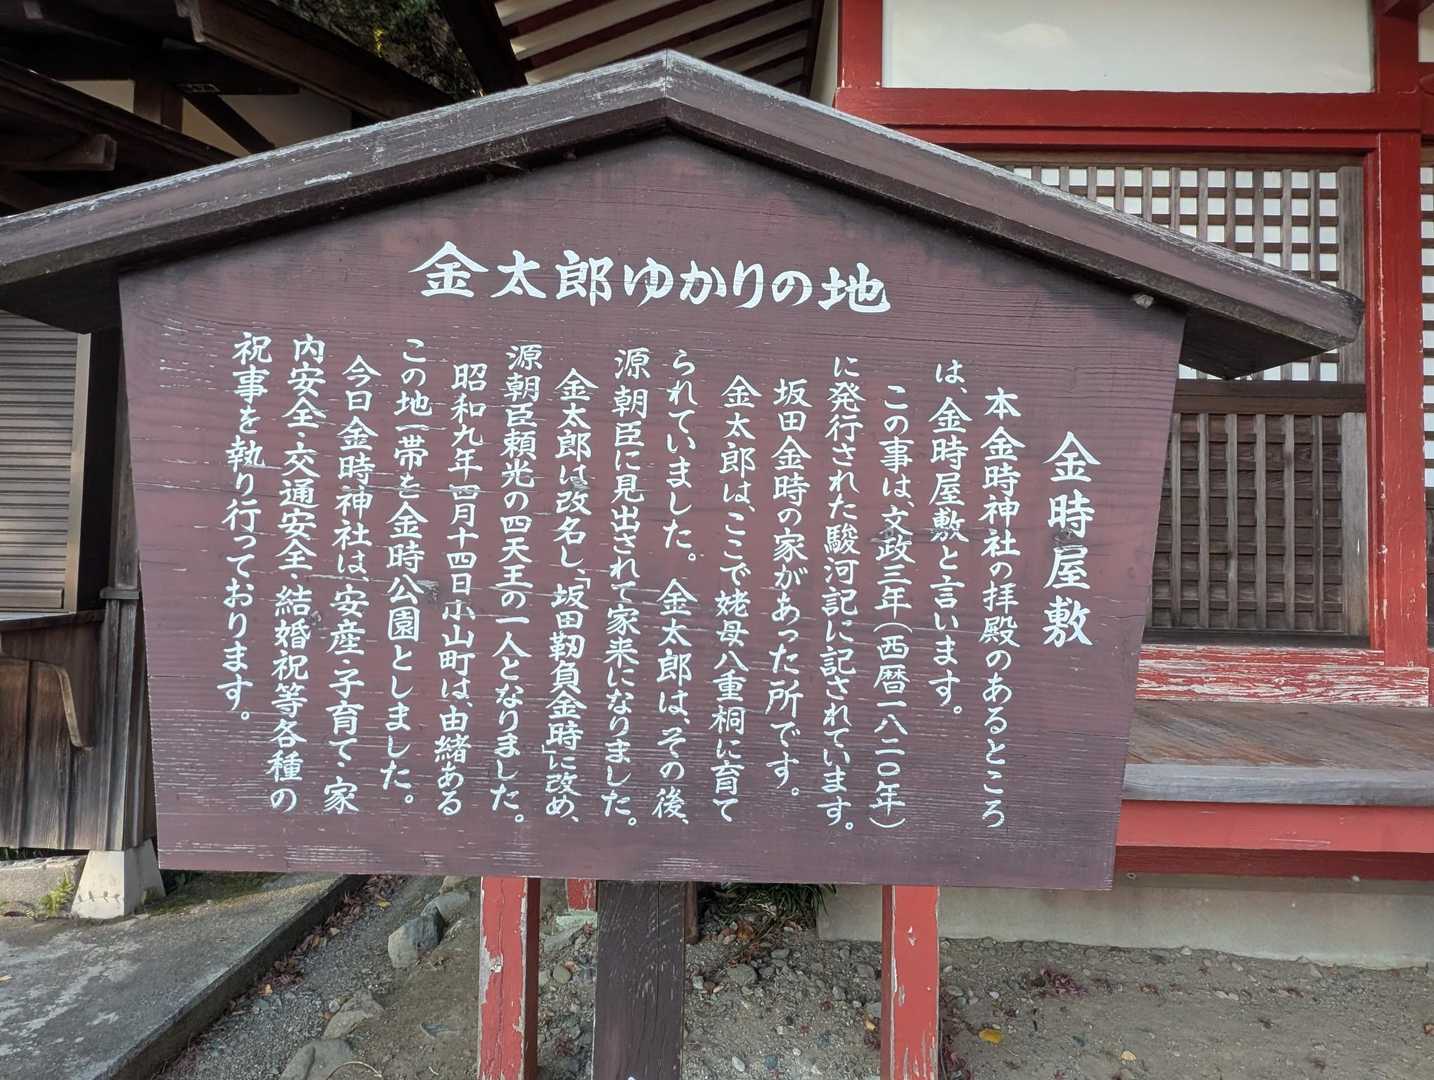 金太郎ゆかりの地
金時屋敷
本金時神社の拝殿のあるところ
は、金時屋敷と言います。
この事は、文政三年（西暦一八二〇年）
に発行された駿河記に記されています。
坂田金時の家があった所です。
金太郎は、ここで姥母八重桐に育て
られていました。金太郎は、その後、
源朝臣に見出されて家来になりました。
金太郎は改名し、「坂田靱負金時」に改め、
源朝臣頼光の四天王の一人となりました。
昭和九年四月十四日小山町は、由緒ある
この地一帯を金時公園としました。
今日金時神社は、安産・子育て・家
内安全・交通安全・結婚祝等各種の
祝事を執り行っております。